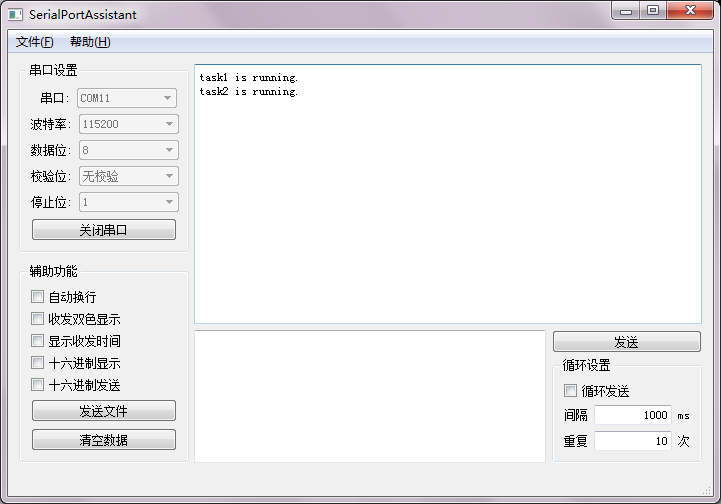 SerialPortAssistant
文件(F) 帮助(H)
串口设置
串口: COM11
波特率: 115200
数据位: 8
校验位: 无校验
停止位: 1
关闭串口
辅助功能
自动换行
收发双色显示
显示收发时间
十六进制显示
十六进制发送
发送文件
清空数据
task1 is running.
task2 is running.
发送
循环设置
循环发送
间隔 1000 ms
重复 10 次